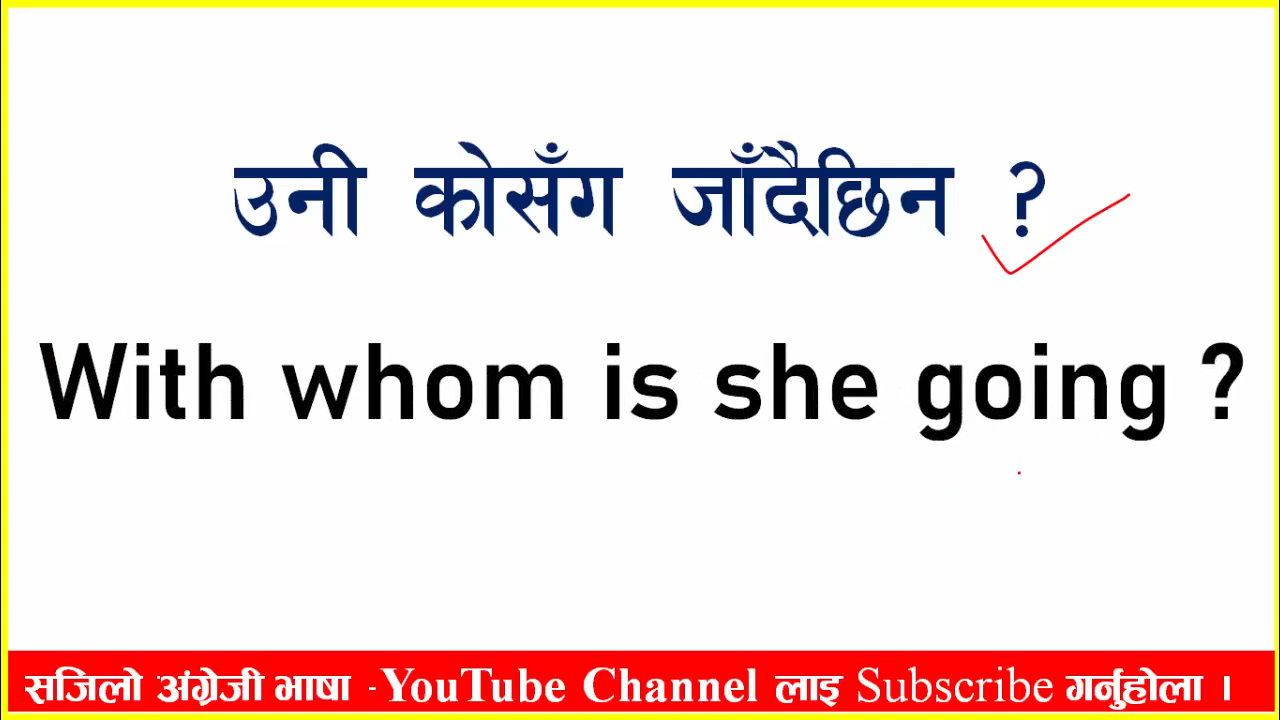 उनी कोसँग जाँदैछिन ?
With whom is she going ?
सजिलो अंग्रेजी भाषा -YouTube Channel लाइ Subscribe गर्नुहोला ।